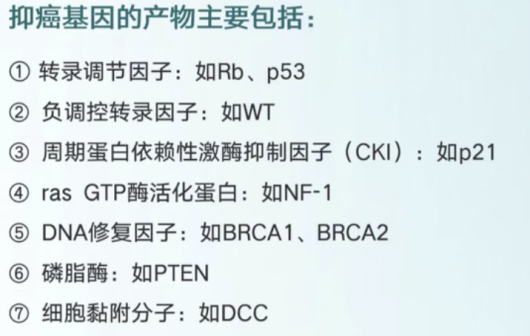 抑癌基因的产物主要包括：
① 转录调节因子：如Rb、p53
② 负调控转录因子：如WT
③ 周期蛋白依赖性激酶抑制因子（CKI）：如p21
④ ras GTP酶活化蛋白：如NF-1
⑤ DNA修复因子：如BRCA1、BRCA2
⑥ 磷脂酶：如PTEN
⑦ 细胞黏附分子：如DCC